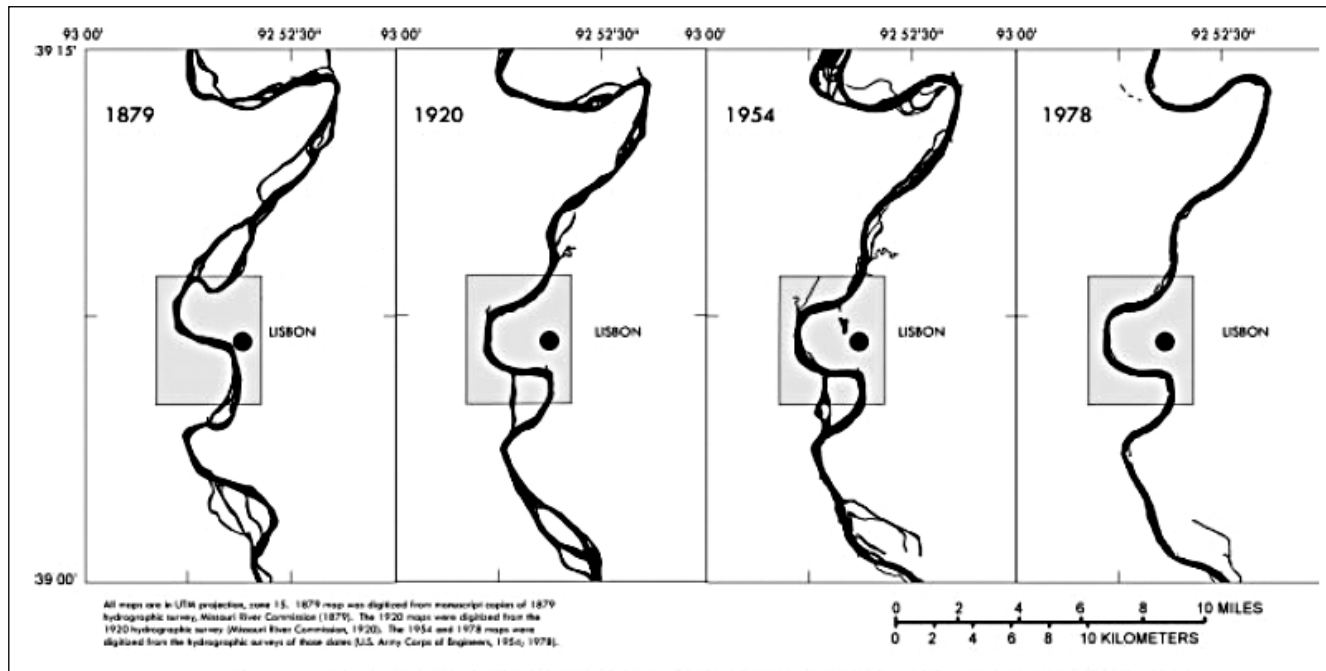 93 00' 92 52'30" 93 00' 92 52'30" 93 00' 92 52'30" 93 00' 92 52'30"
39 15'
1879 1920 1954 1978
LISBON LISBON LISBON LISBON
39 00'
All maps are in UTM projection, zone 15. 1879 map was digitized from manuscript copies of 1879
hydrographic survey, Missouri River Commission (1879). The 1920 maps were digitized from the
1920 hydrographic survey (Missouri River Commission, 1920). The 1954 and 1978 maps were
digitized from the hydrographic surveys of those dates (U.S. Army Corps of Engineers, 1954; 1978).
0 2 4 6 8 10 MILES
0 2 4 6 8 10 KILOMETERS